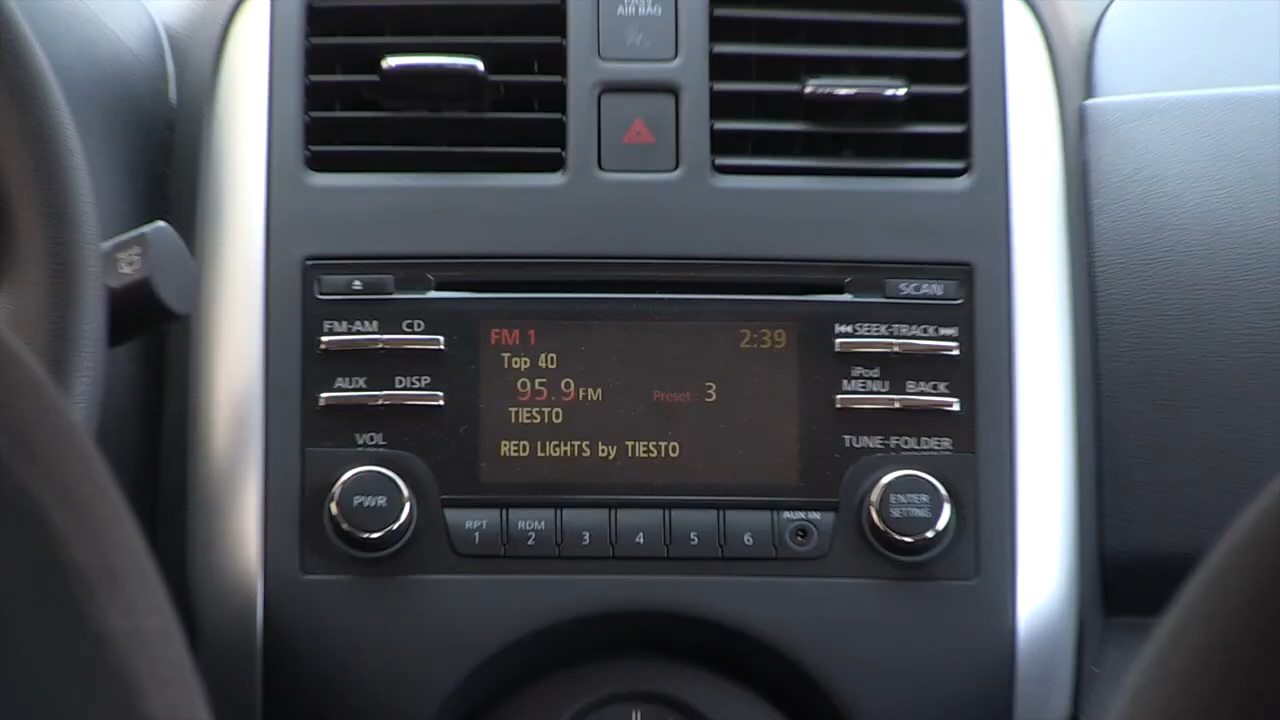 AIR BAG
SCAN
FM-AM CD
SEEK-TRACK
AUX DISP
iPod
MENU BACK
VOL
TUNE-FOLDER
PWR
ENTER
SETTING
FM 1 2:39
Top 40
95.9 FM Preset 3
TIESTO
RED LIGHTS by TIESTO
RPT RDM AUX IN
1 2 3 4 5 6